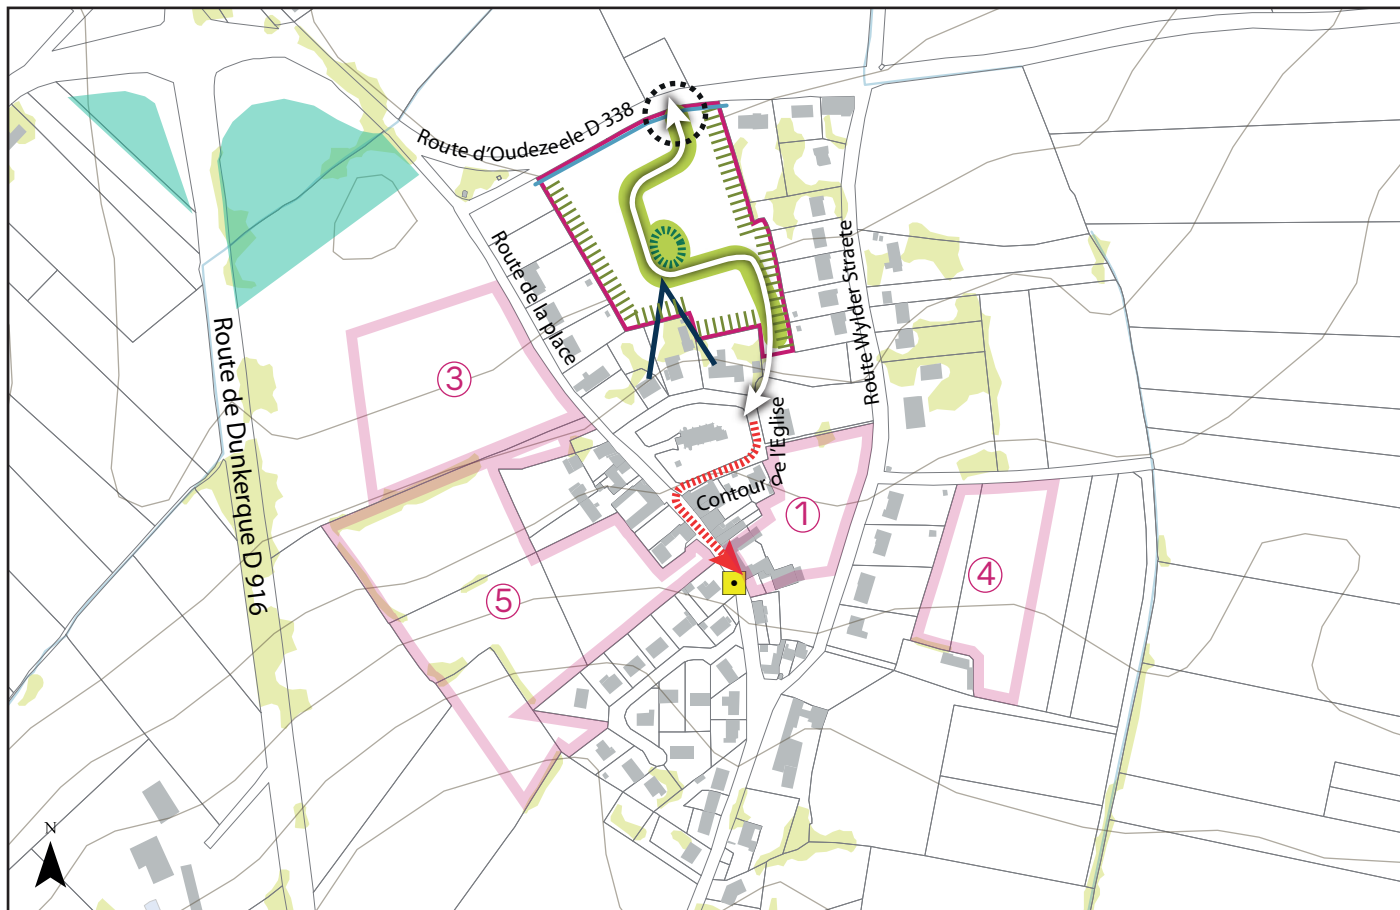 Route d'Oudezeele D 338
Route de la place
Route Wylder Straete
Route de Dunkerque D 916
Contour de l'Eglise
3
1
4
5
N